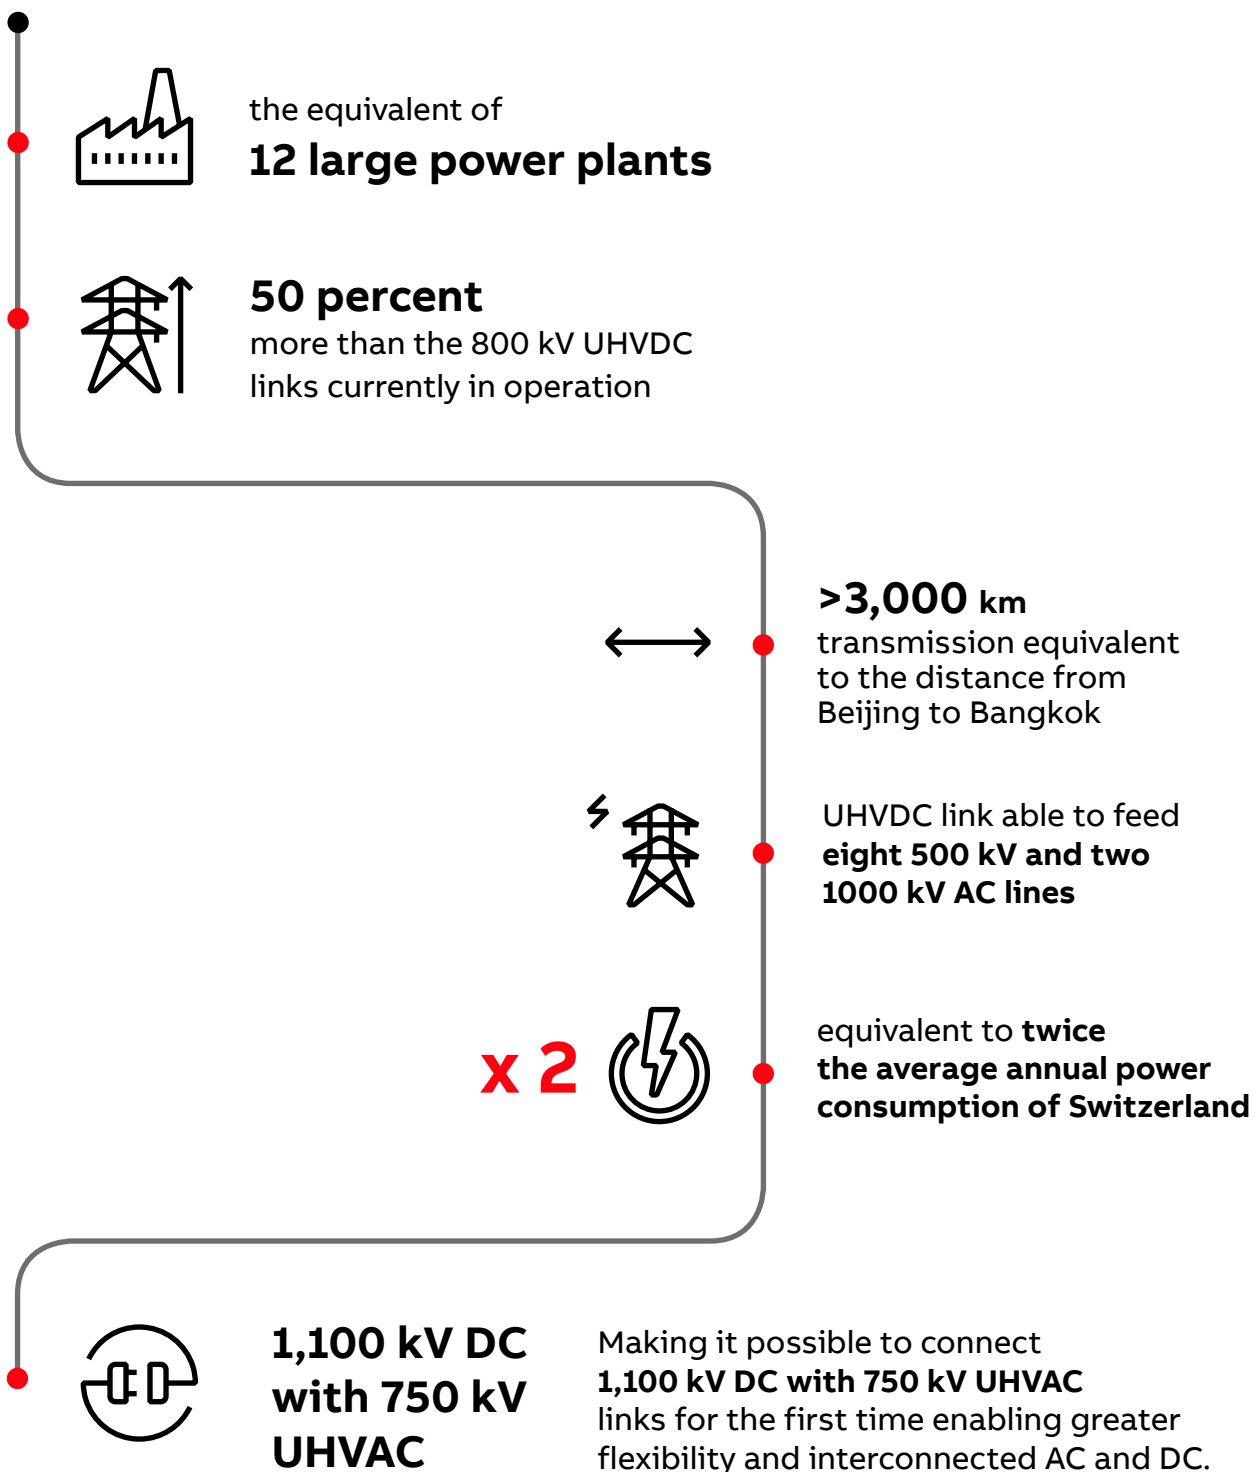 the equivalent of
12 large power plants
50 percent
more than the 800 kV UHVDC
links currently in operation
>3,000 km
transmission equivalent
to the distance from
Beijing to Bangkok
UHVDC link able to feed
eight 500 kV and two
1000 kV AC lines
x 2
equivalent to twice
the average annual power
consumption of Switzerland
1,100 kV DC
with 750 kV
UHVAC
Making it possible to connect
1,100 kV DC with 750 kV UHVAC
links for the first time enabling greater
flexibility and interconnected AC and DC.